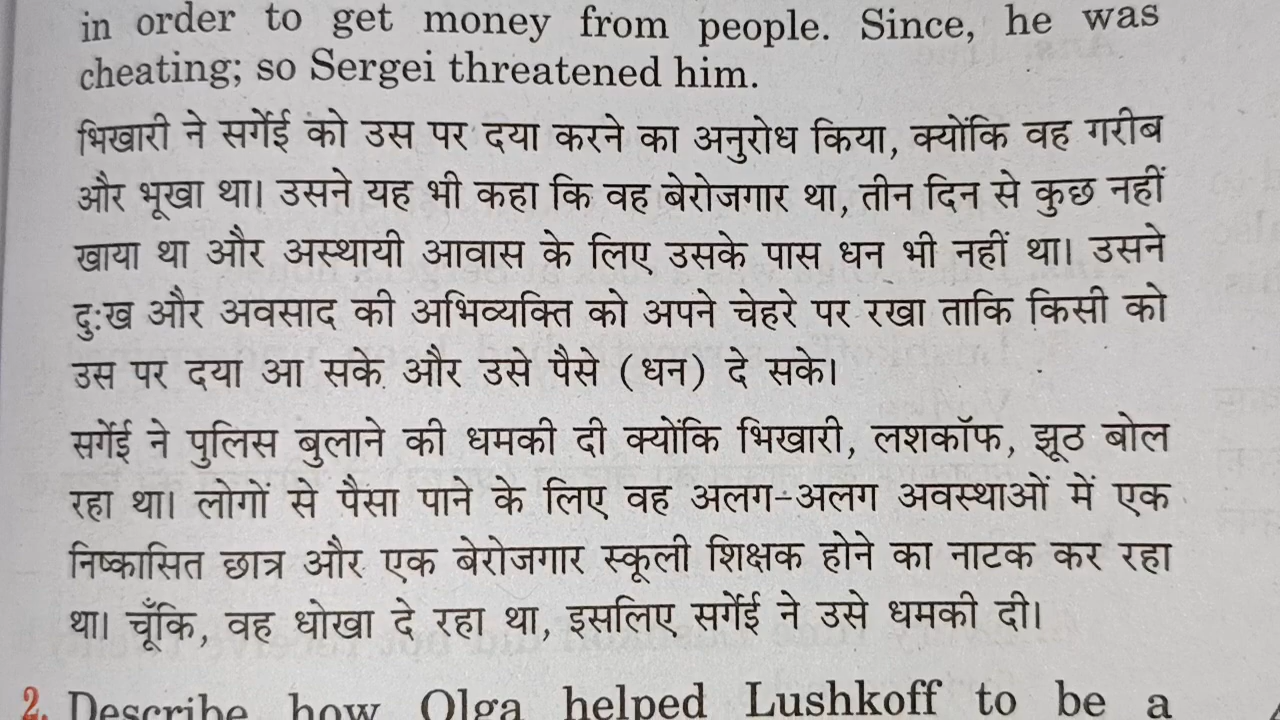 in order to get money from people. Since, he was
cheating; so Sergei threatened him.
भिखारी ने सर्गेई को उस पर दया करने का अनुरोध किया, क्योंकि वह गरीब
और भूखा था। उसने यह भी कहा कि वह बेरोजगार था, तीन दिन से कुछ नहीं
खाया था और अस्थायी आवास के लिए उसके पास धन भी नहीं था। उसने
दुःख और अवसाद की अभिव्यक्ति को अपने चेहरे पर रखा ताकि किसी को
उस पर दया आ सके और उसे पैसे (धन) दे सके।
सर्गेई ने पुलिस बुलाने की धमकी दी क्योंकि भिखारी, लशकॉफ, झूठ बोल
रहा था। लोगों से पैसा पाने के लिए वह अलग-अलग अवस्थाओं में एक
निष्कासित छात्र और एक बेरोजगार स्कूली शिक्षक होने का नाटक कर रहा
था। चूँकि, वह धोखा दे रहा था, इसलिए सर्गेई ने उसे धमकी दी।
2. Describe how Olga helped Lushkoff to be a